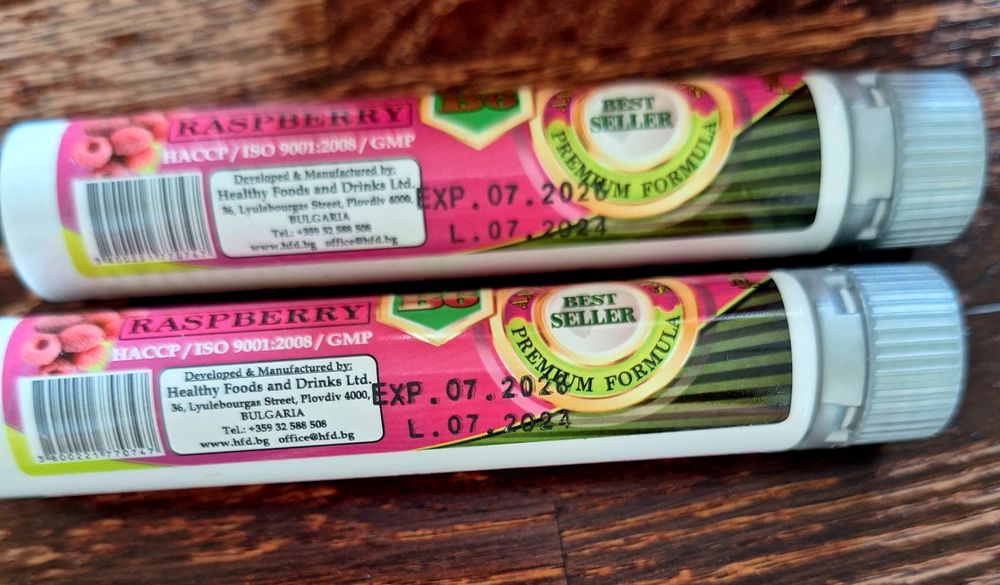 RASPBERRY
HACCP / ISO 9001:2008 / GMP
B6
BEST
SELLER
PREMIUM FORMULA
Developed & Manufactured by:
Healthy Foods and Drinks Ltd.
36, Lyulebourgas Street, Plovdiv 4000,
BULGARIA
Tel.: +359 32 588 508
www.hfd.bg office@hfd.bg
EXP. 07. 2026
L. 07. 2024
3800221770747
RASPBERRY
HACCP / ISO 9001:2008 / GMP
B6
BEST
SELLER
PREMIUM FORMULA
Developed & Manufactured by:
Healthy Foods and Drinks Ltd.
36, Lyulebourgas Street, Plovdiv 4000,
BULGARIA
Tel.: +359 32 588 508
www.hfd.bg office@hfd.bg
EXP. 07. 2026
L. 07. 2024
3800221770747